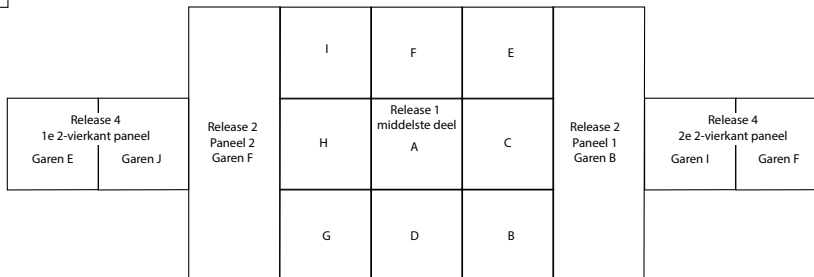 I
F
E
Release 4
1e 2-vierkant paneel
Garen E
Garen J
Release 2
Paneel 2
Garen F
H
Release 1
middelste deel
A
C
Release 2
Paneel 1
Garen B
Release 4
2e 2-vierkant paneel
Garen I
Garen F
G
D
B